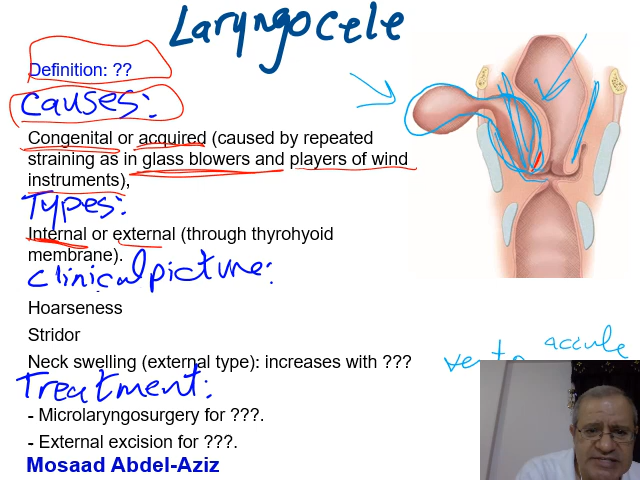 Laryngocele
Definition: ??
Causes:
Congenital or acquired (caused by repeated
straining as in glass blowers and players of wind
instruments),
Types:
Internal or external (through thyrohyoid
membrane).
Clinical picture:
Hoarseness
Stridor
Neck swelling (external type): increases with ???
Treatment:
- Microlaryngosurgery for ???.
- External excision for ???.
Mosaad Abdel-Aziz